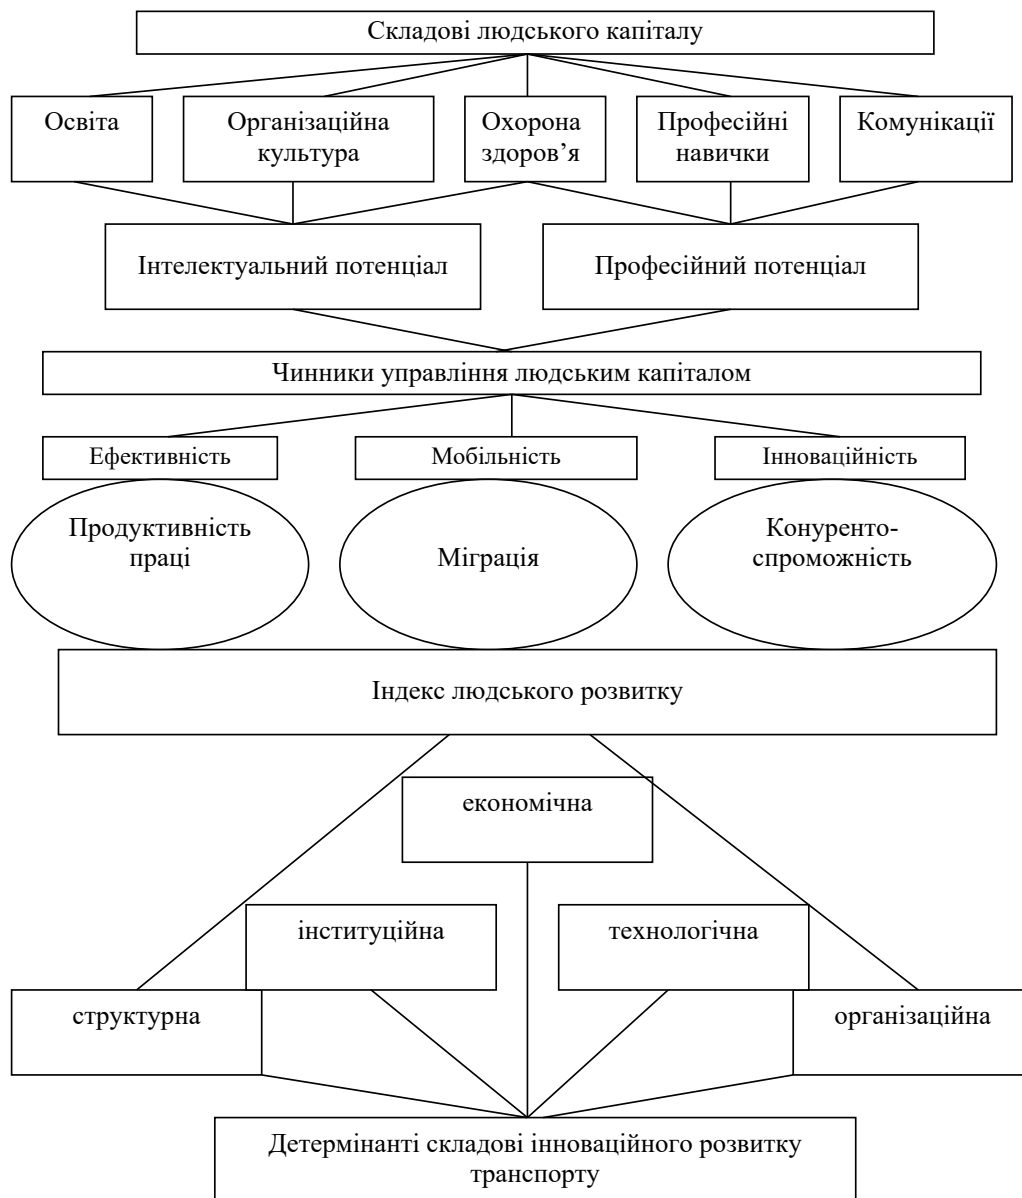 Складові людського капіталу
Освіта
Організаційна
культура
Охорона
здоров’я
Професійні
навички
Комунікації
Інтелектуальний потенціал
Професійний потенціал
Чинники управління людським капіталом
Ефективність
Мобільність
Інноваційність
Продуктивність
праці
Міграція
Конуренто-
спроможність
Індекс людського розвитку
економічна
інституційна
технологічна
структурна
організаційна
Детермінанті складові інноваційного розвитку
транспорту